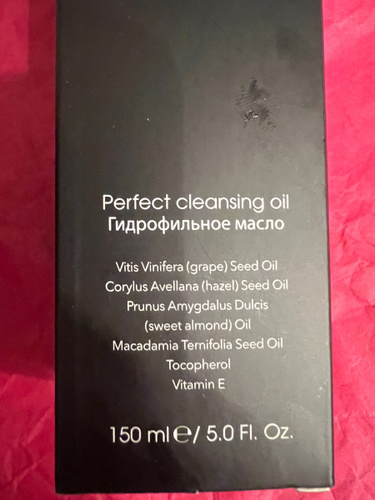 Perfect cleansing oil
Гидрофильное масло
Vitis Vinifera (grape) Seed Oil
Corylus Avellana (hazel) Seed Oil
Prunus Amygdalus Dulcis
(sweet almond) Oil
Macadamia Ternifolia Seed Oil
Tocopherol
Vitamin E
150 ml ℮/ 5.0 Fl. Oz.